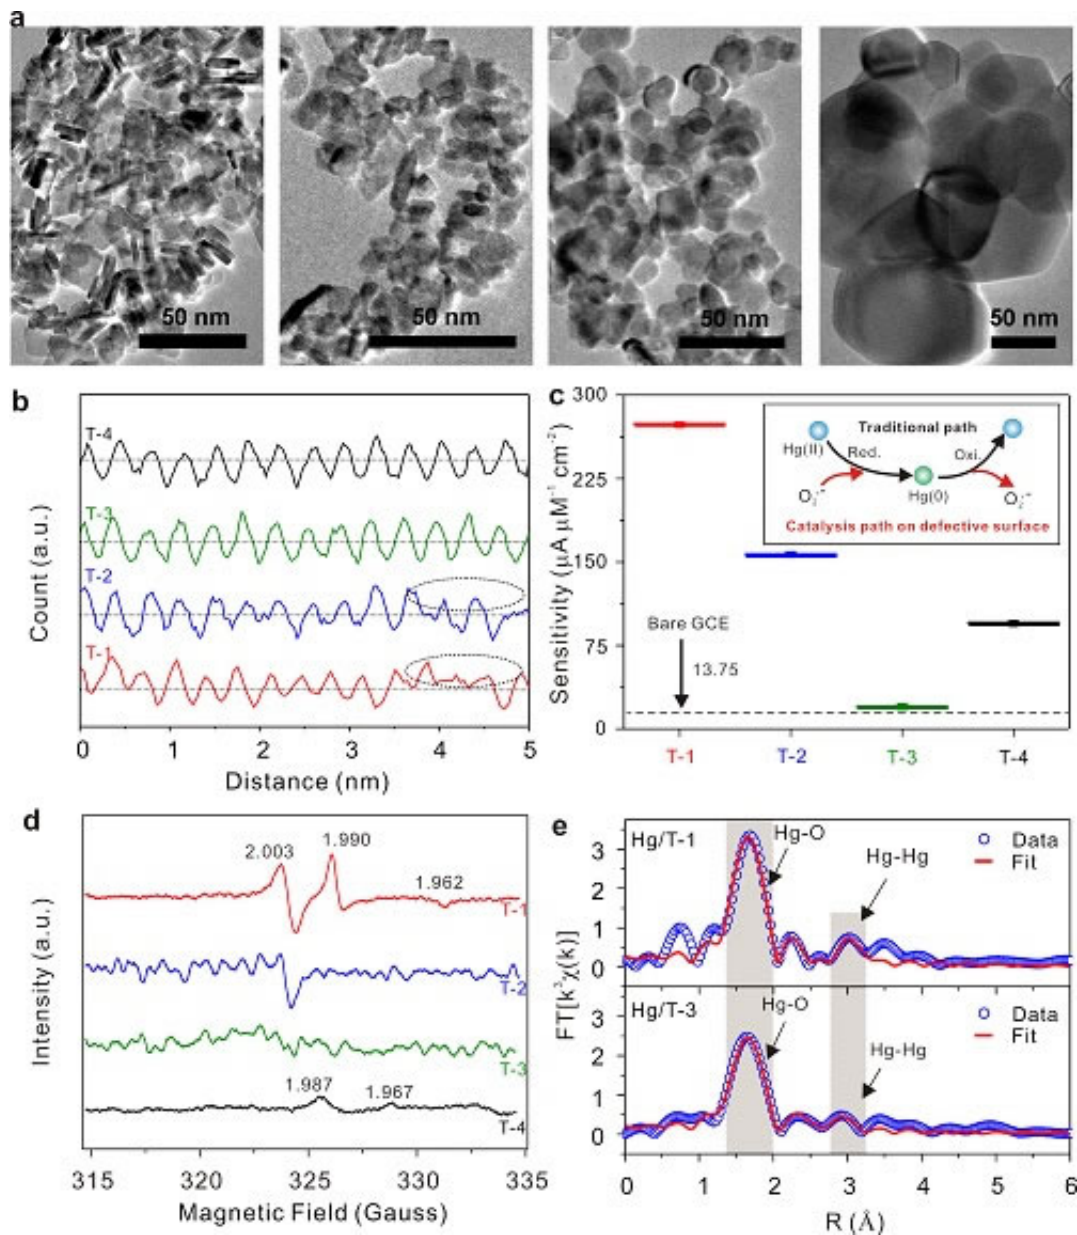 a
50 nm
50 nm
50 nm
50 nm
b
T-4
T-3
T-2
T-1
Count (a.u.)
0 1 2 3 4 5
Distance (nm)
c
300
225
150
75
0
Sensitivity (μA μM⁻¹ cm⁻²)
Traditional path
Hg(II)
Red.
Oxi.
Hg(0)
O₂·⁻
O₂·⁻
Catalysis path on defective surface
Bare GCE
13.75
T-1 T-2 T-3 T-4
d
2.003
1.990
1.962
T-1
T-2
T-3
1.987
1.967
T-4
Intensity (a.u.)
315 320 325 330 335
Magnetic Field (Gauss)
e
Hg/T-1
Hg-O
Hg-Hg
Data
Fit
3
2
1
0
Hg/T-3
Hg-O
Hg-Hg
Data
Fit
3
2
1
0
FT[k³χ(k)]
0 1 2 3 4 5 6
R (Å)